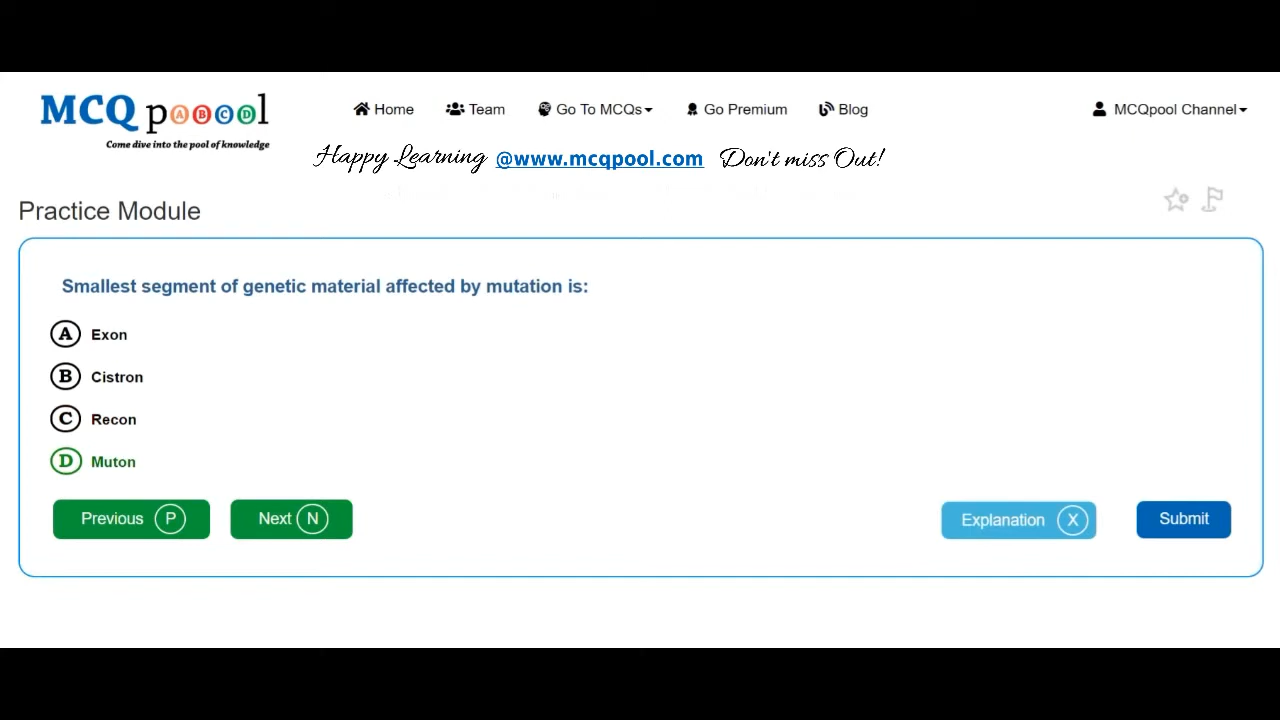 MCQ pABCDl
Come dive into the pool of knowledge
Home Team Go To MCQs Go Premium Blog MCQpool Channel
Happy Learning @www.mcqpool.com Don't miss Out!
Practice Module
Smallest segment of genetic material affected by mutation is:
A Exon
B Cistron
C Recon
D Muton
Previous P Next N Explanation X Submit